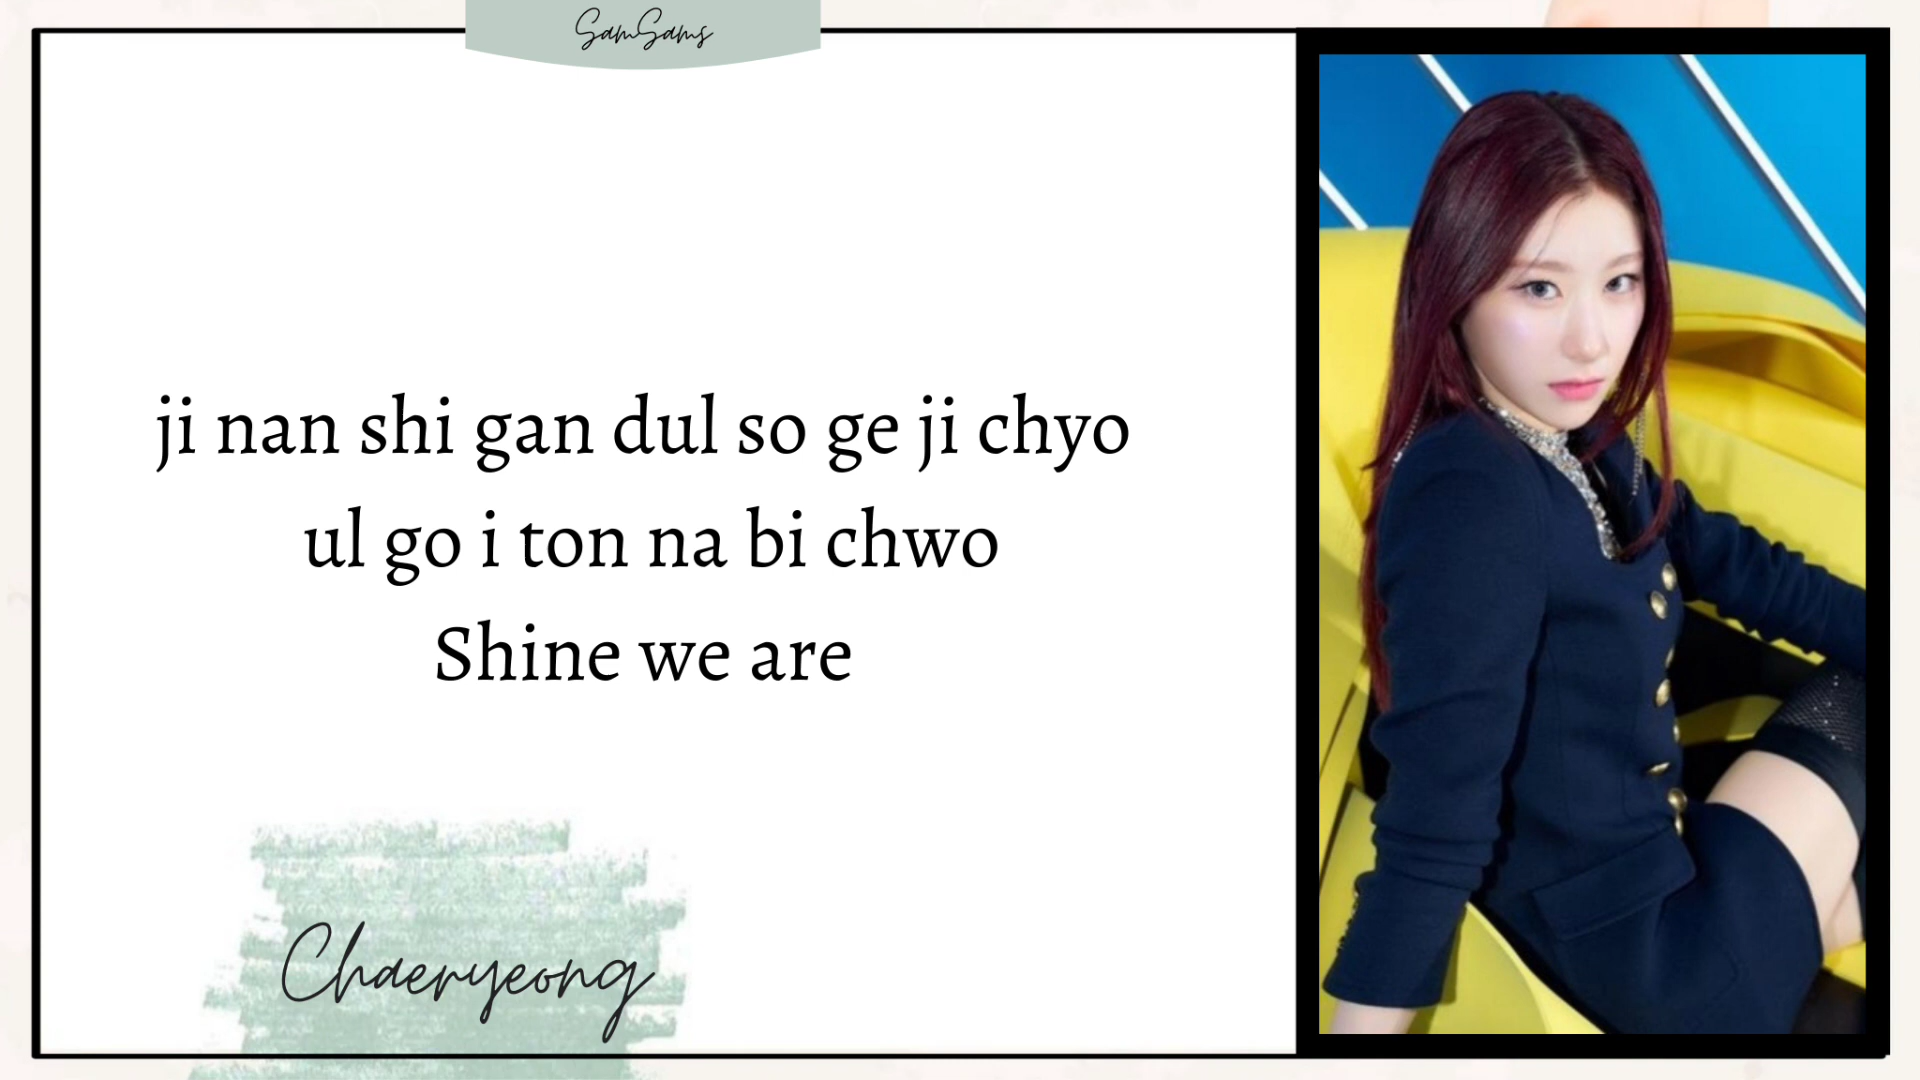 SamSams
ji nan shi gan dul so ge ji chyo
ul go i ton na bi chwo
Shine we are
Chaeryeong